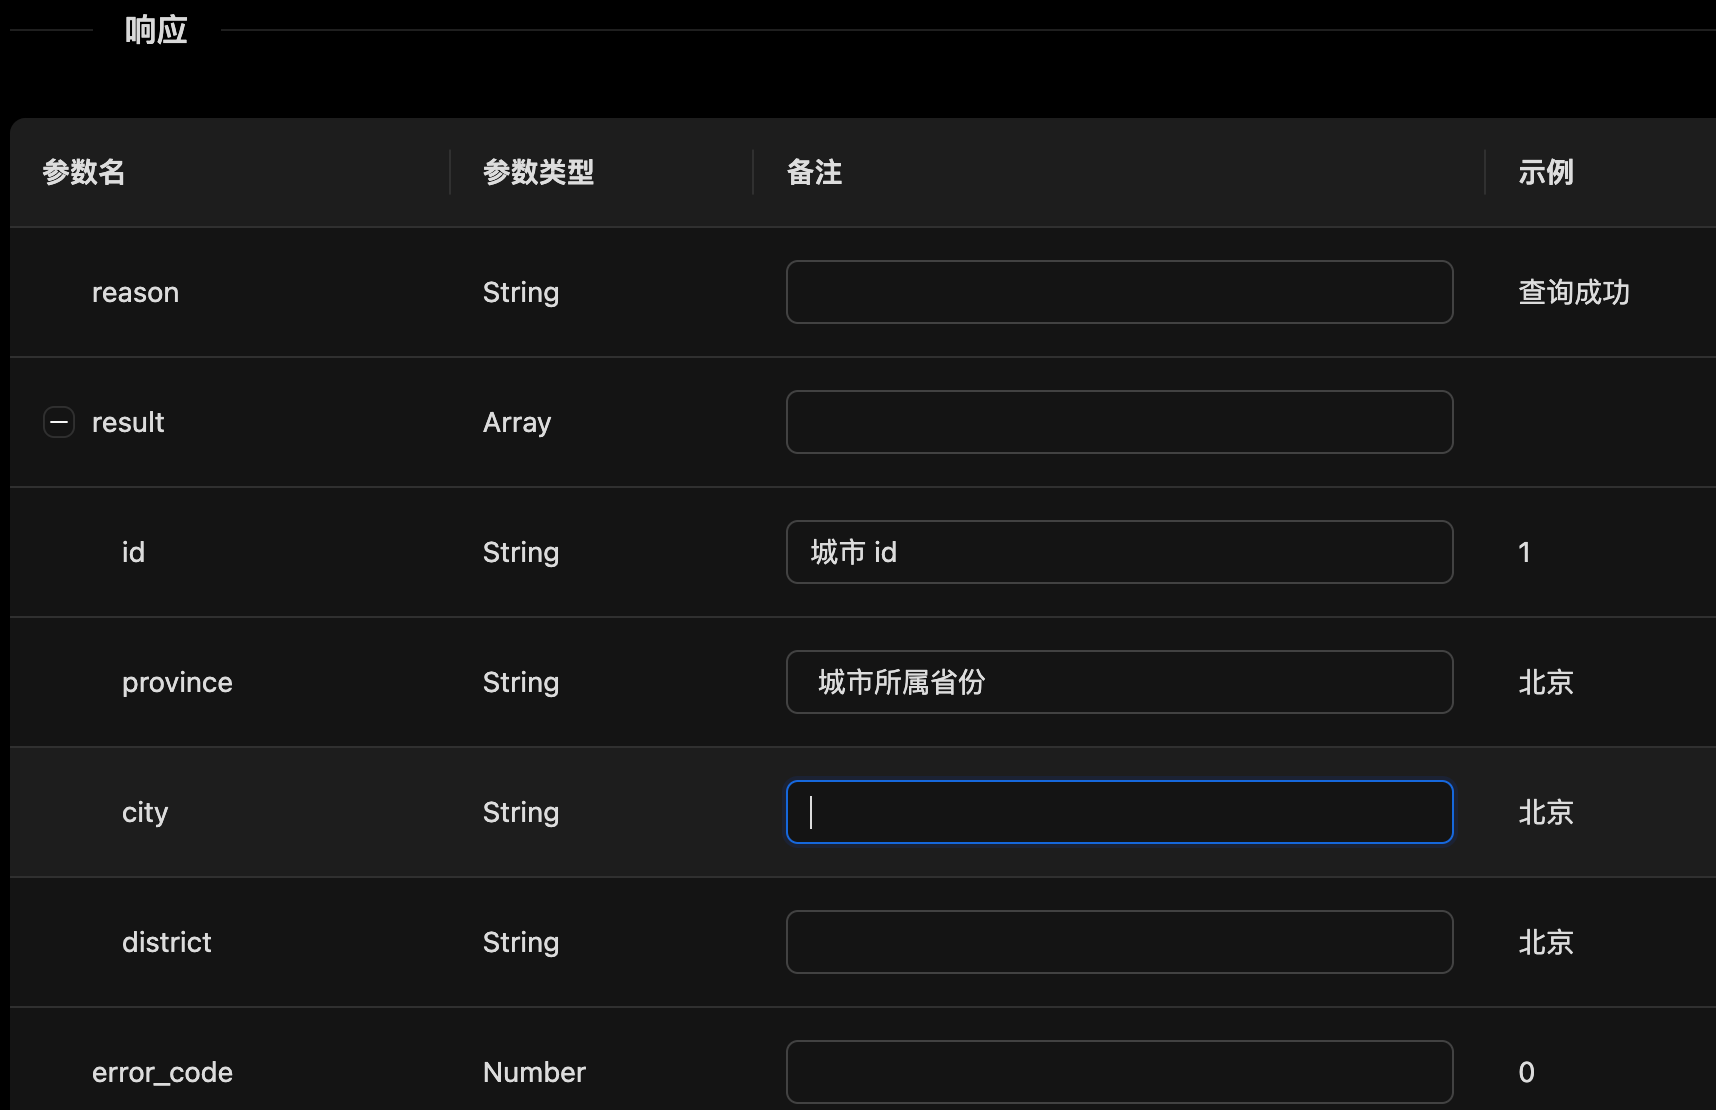 响应
参数名 参数类型 备注 示例
reason String 查询成功
result Array
id String 城市 id 1
province String 城市所属省份 北京
city String 北京
district String 北京
error_code Number 0